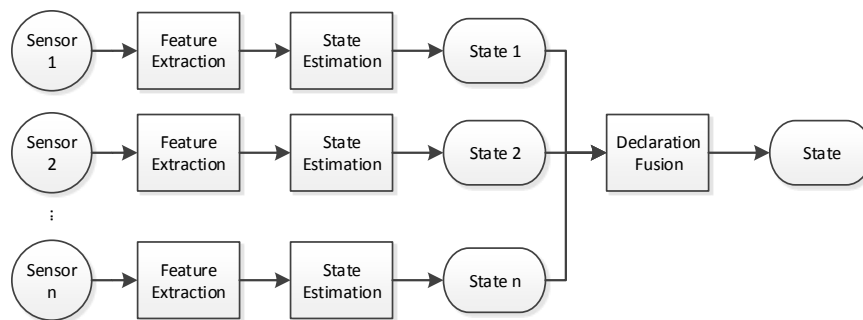 Sensor
1
Feature
Extraction
State
Estimation
State 1
Sensor
2
Feature
Extraction
State
Estimation
State 2
Declaration
Fusion
State
...
Sensor
n
Feature
Extraction
State
Estimation
State n